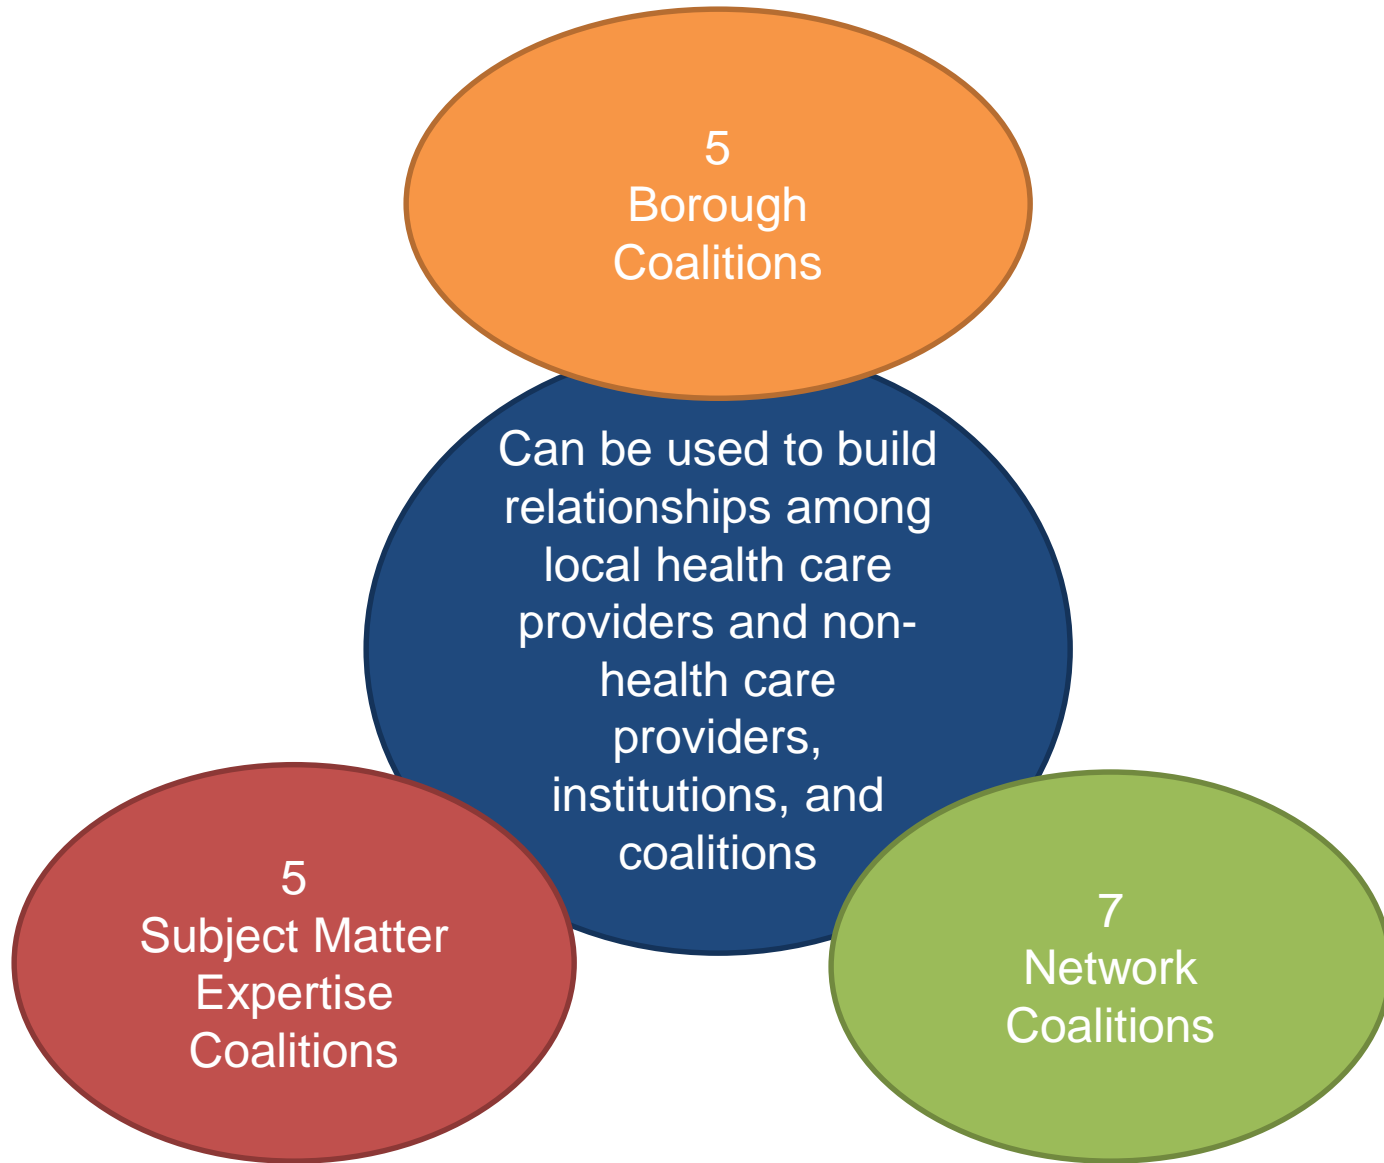 5
Borough
Coalitions
Can be used to build
relationships among
local health care
providers and non-
health care
providers,
institutions, and
coalitions
5
Subject Matter
Expertise
Coalitions
7
Network
Coalitions